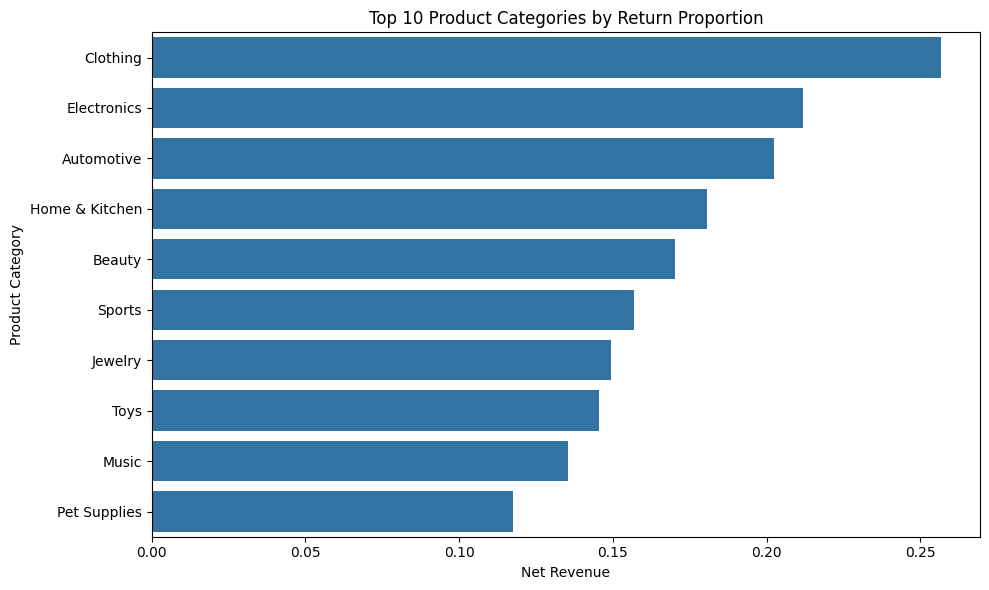 Top 10 Product Categories by Return Proportion
Product Category
Clothing
Electronics
Automotive
Home & Kitchen
Beauty
Sports
Jewelry
Toys
Music
Pet Supplies
0.00 0.05 0.10 0.15 0.20 0.25
Net Revenue